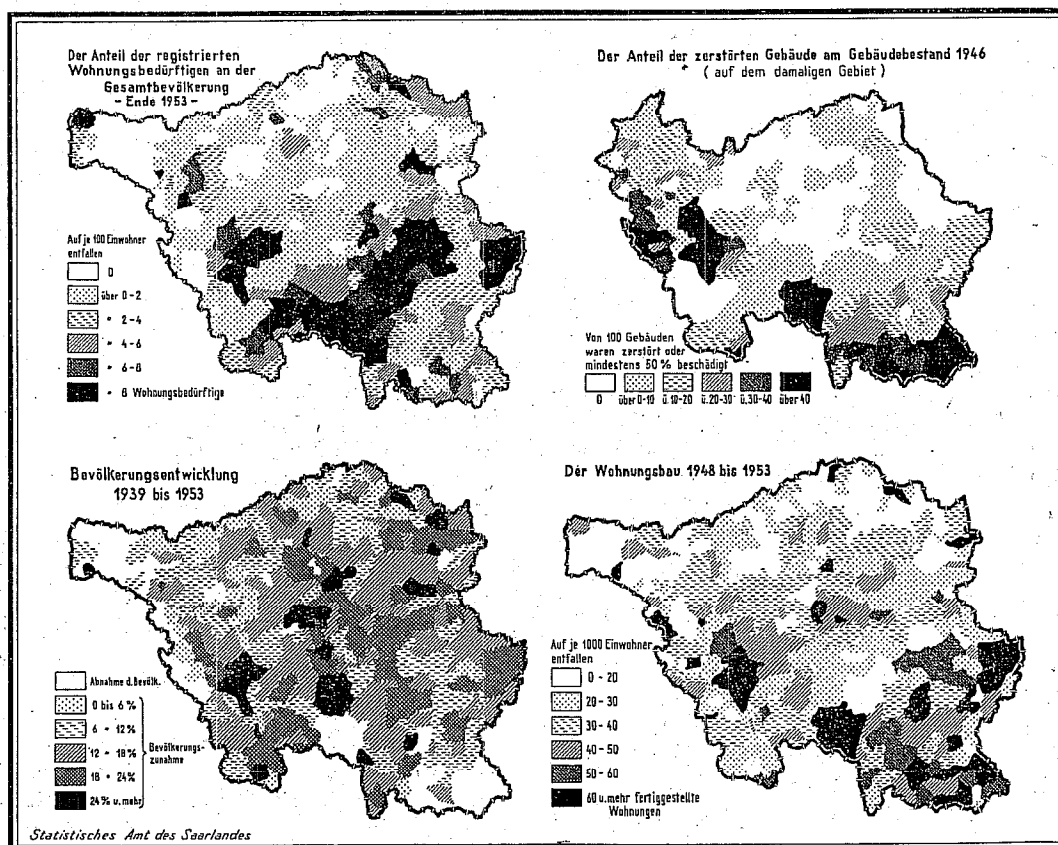 Der Anteil der registrierten
Wohnungsbedürftigen an der
Gesamtbevölkerung
- Ende 1953 -
Auf je 100 Einwohner
entfallen
0
über 0-2
" 2-4
" 4-6
" 6-8
" 8 Wohnungsbedürftige
Der Anteil der zerstörten Gebäude am Gebäudebestand 1946
( auf dem damaligen Gebiet )
Von 100 Gebäuden
waren zerstört oder
mindestens 50 % beschädigt
0 über 0-10 ü.10-20 ü.20-30 ü.30-40 über 40
Bevölkerungsentwicklung
1939 bis 1953
Abnahme d. Bevölk.
0 bis 6 %
6 - 12 %
12 - 18 %
18 - 24 %
24 % u. mehr
Bevölkerungs-
zunahme
Der Wohnungsbau 1948 bis 1953
Auf je 1000 Einwohner
entfallen
0 - 20
20 - 30
30 - 40
40 - 50
50 - 60
60 u. mehr fertiggestellte
Wohnungen
Statistisches Amt des Saarlandes